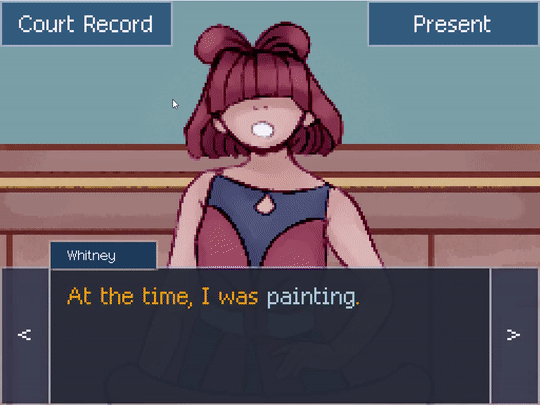 Court Record
Present
Whitney
At the time, I was painting.
<
>